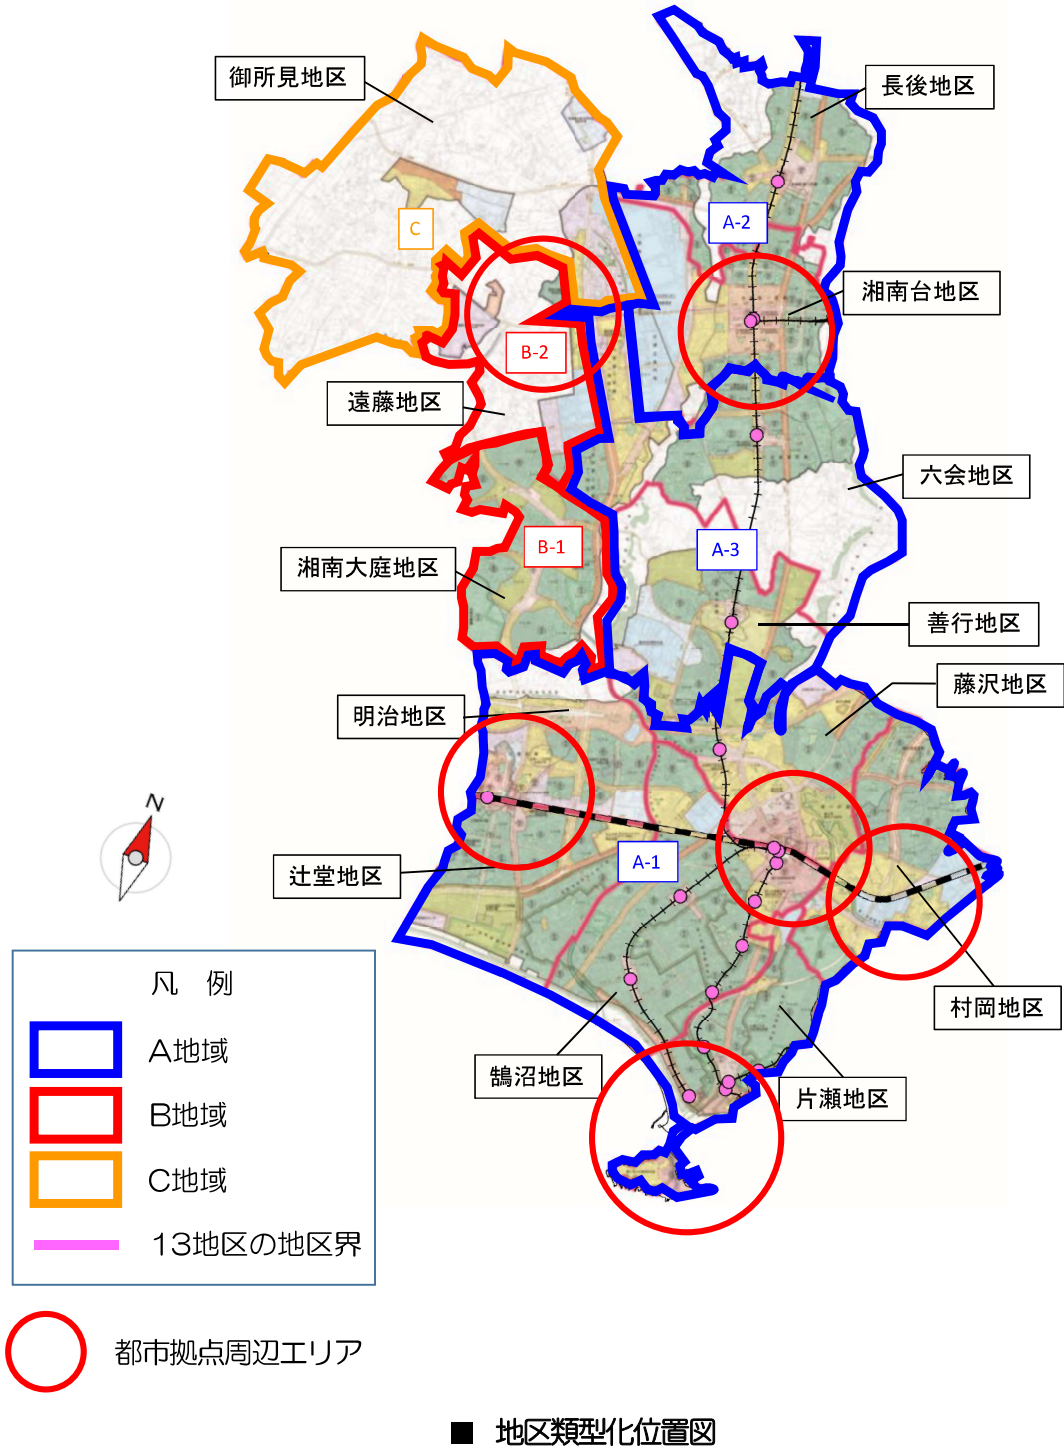 御所見地区
長後地区
C
A-2
湘南台地区
B-2
遠藤地区
六会地区
B-1
A-3
湘南大庭地区
善行地区
藤沢地区
明治地区
N
A-1
辻堂地区
村岡地区
鵠沼地区
片瀬地区
凡 例
A地域
B地域
C地域
13地区の地区界
都市拠点周辺エリア
■ 地区類型化位置図